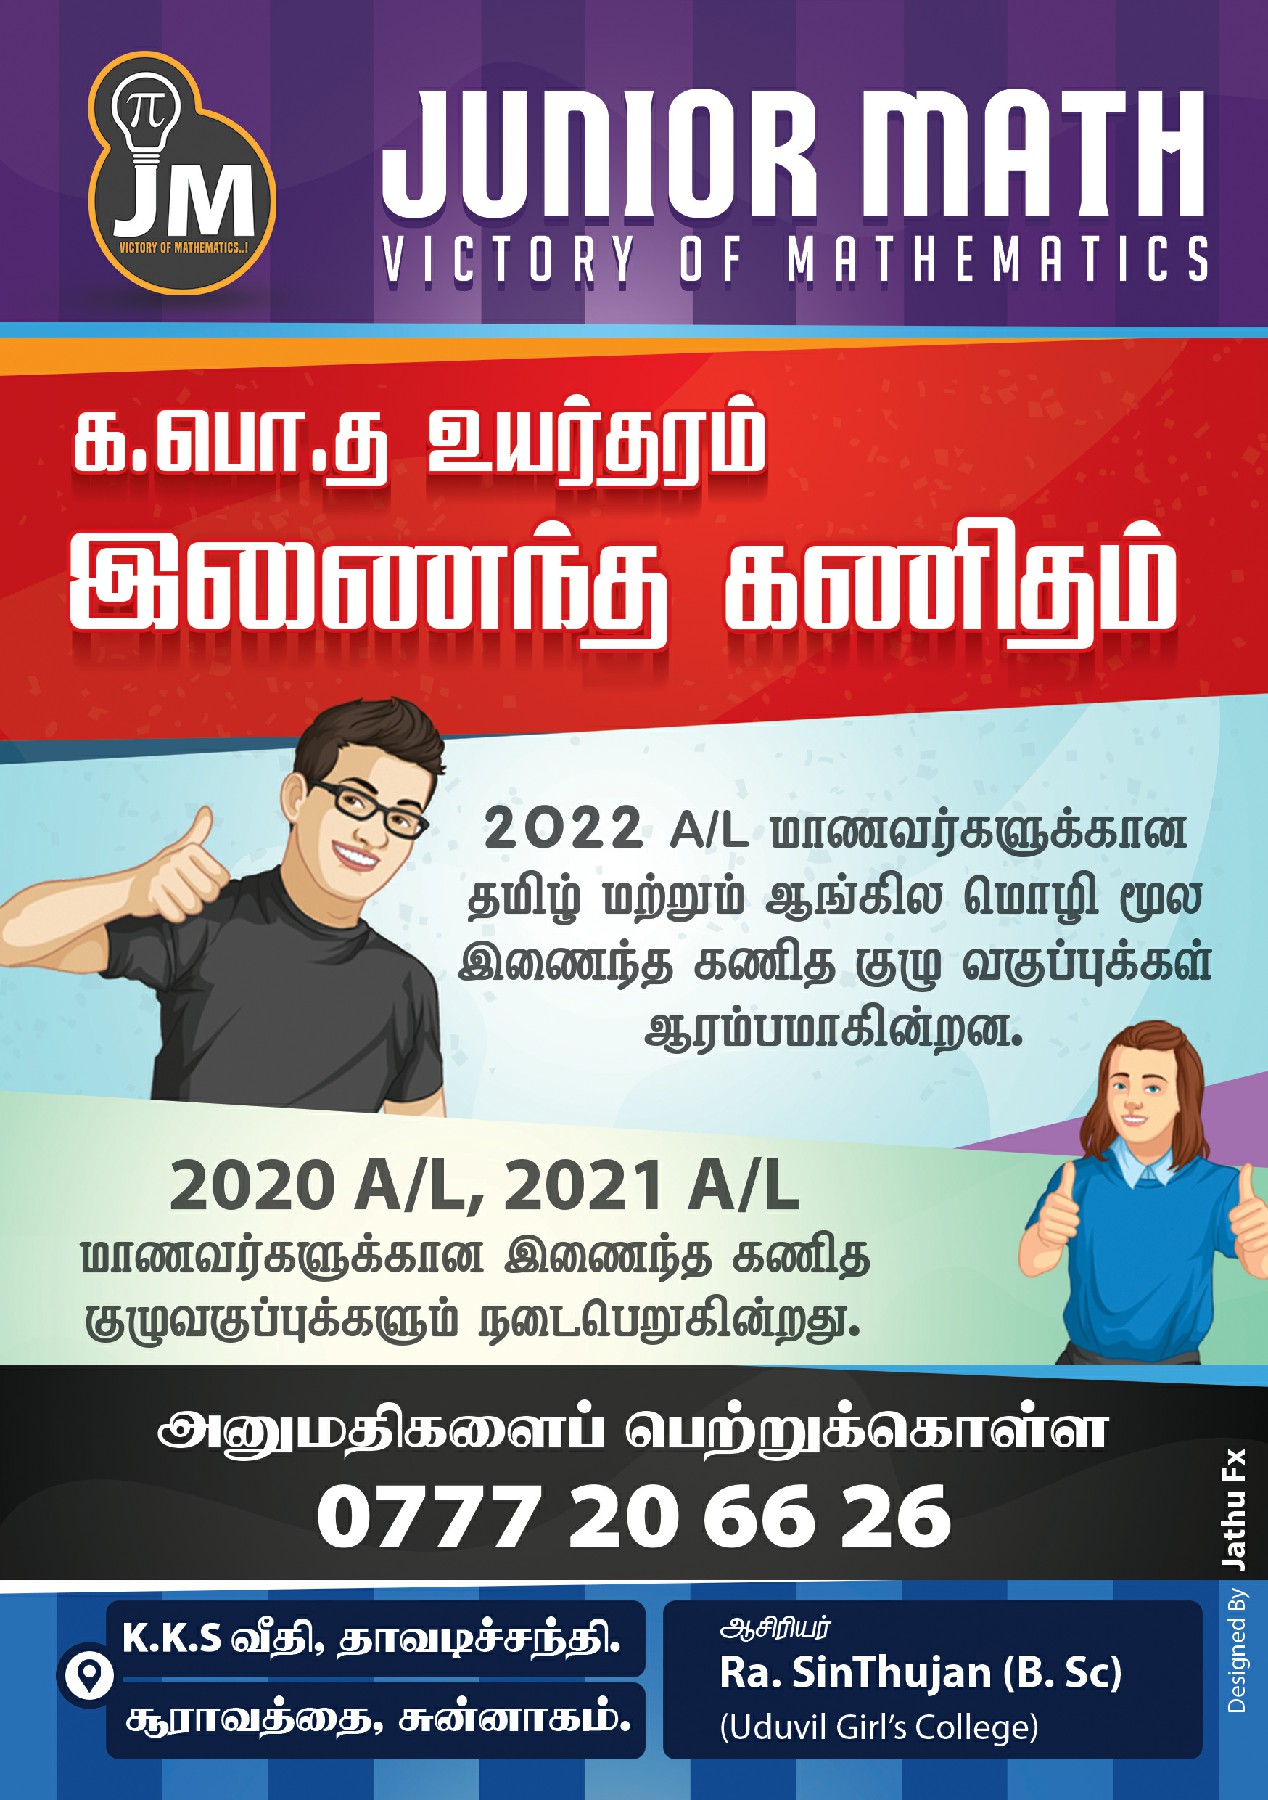 π
JM
VICTORY OF MATHEMATICS..!
JUNIOR MATH
VICTORY OF MATHEMATICS
க.பொ.த உயர்தரம்
இணைந்த கணிதம்
2022 A/L மாணவர்களுக்கான
தமிழ் மற்றும் ஆங்கில மொழி மூல
இணைந்த கணித குழு வகுப்புக்கள்
ஆரம்பமாகின்றன.
2020 A/L, 2021 A/L
மாணவர்களுக்கான இணைந்த கணித
குழுவகுப்புக்களும் நடைபெறுகின்றது.
அனுமதிகளைப் பெற்றுக்கொள்ள
0777 20 66 26
K.K.S வீதி, தாவடிச்சந்தி.
சூராவத்தை, சுன்னாகம்.
ஆசிரியர்
Ra. SinThujan (B. Sc)
(Uduvil Girl's College)
Designed By Jathu Fx